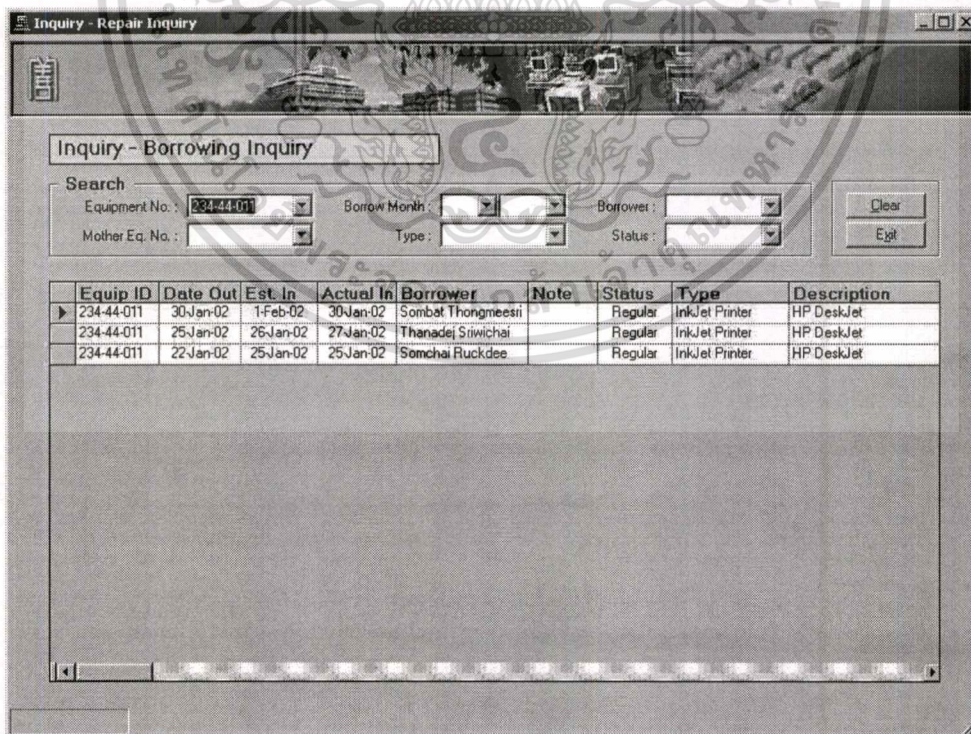 Inquiry - Repair Inquiry
Inquiry - Borrowing Inquiry
Search
Equipment No. : 234-44-011 Borrow Month : Borrower : Clear
Mother Eq. No. : Type : Status : Exit
Equip ID Date Out Est. In Actual In Borrower Note Status Type Description
234-44-011 30-Jan-02 1-Feb-02 30-Jan-02 Sombat Thongmeesri Regular InkJet Printer HP DeskJet
234-44-011 25-Jan-02 26-Jan-02 27-Jan-02 Thanadej Sriwichai Regular InkJet Printer HP DeskJet
234-44-011 22-Jan-02 25-Jan-02 25-Jan-02 Somchai Ruckdee Regular InkJet Printer HP DeskJet